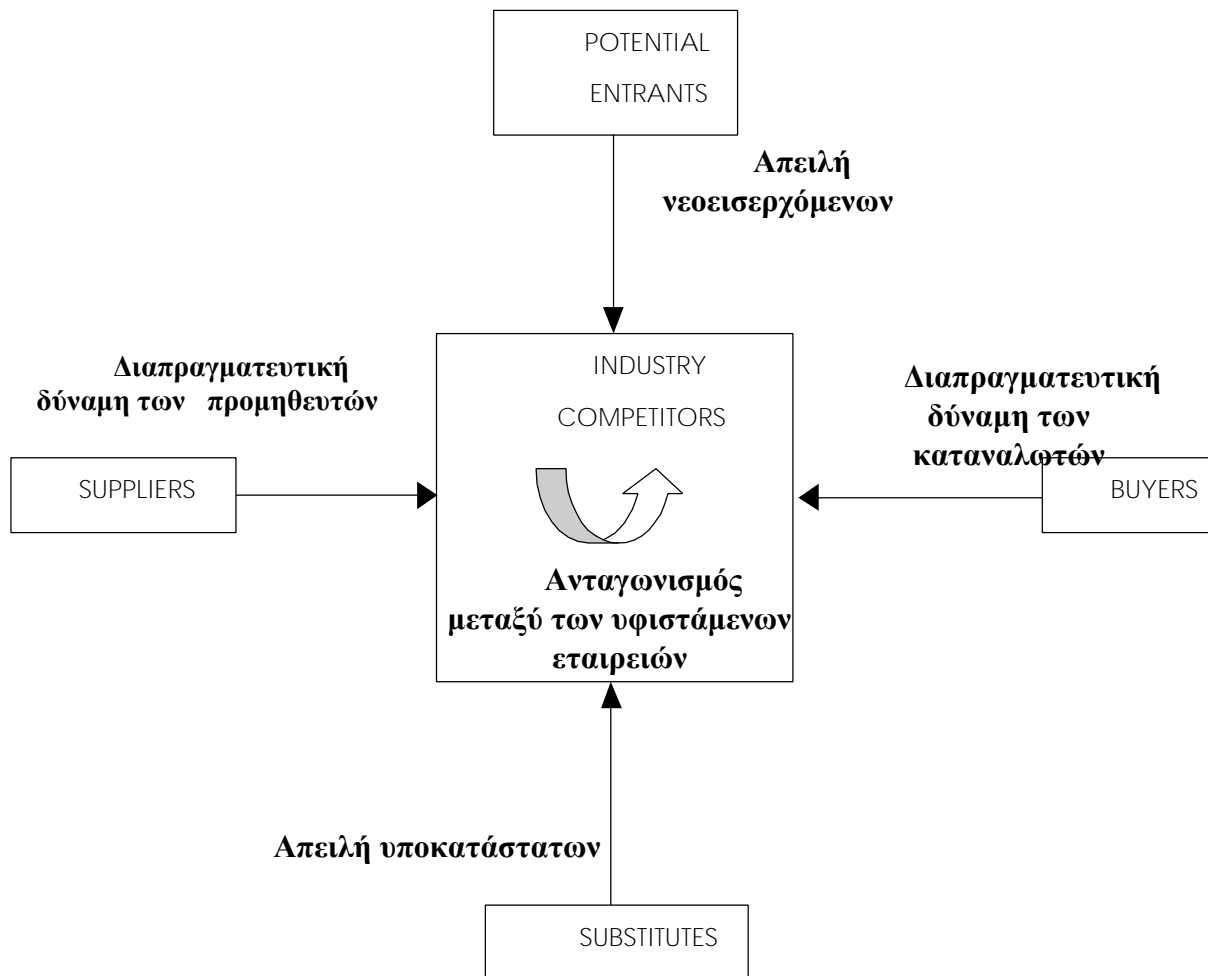 POTENTIAL
ENTRANTS
Απειλή
νεοεισερχόμενων
Διαπραγματευτική
δύναμη των προμηθευτών
SUPPLIERS
INDUSTRY
COMPETITORS
Ανταγωνισμός
μεταξύ των υφιστάμενων
εταιρειών
Διαπραγματευτική
δύναμη των
καταναλωτών
BUYERS
Απειλή υποκατάστατων
SUBSTITUTES